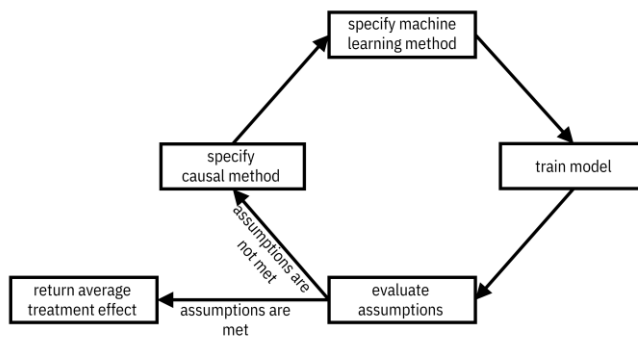 specify machine
learning method
specify
causal method
train model
assumptions are
not met
return average
treatment effect
assumptions are
met
evaluate
assumptions